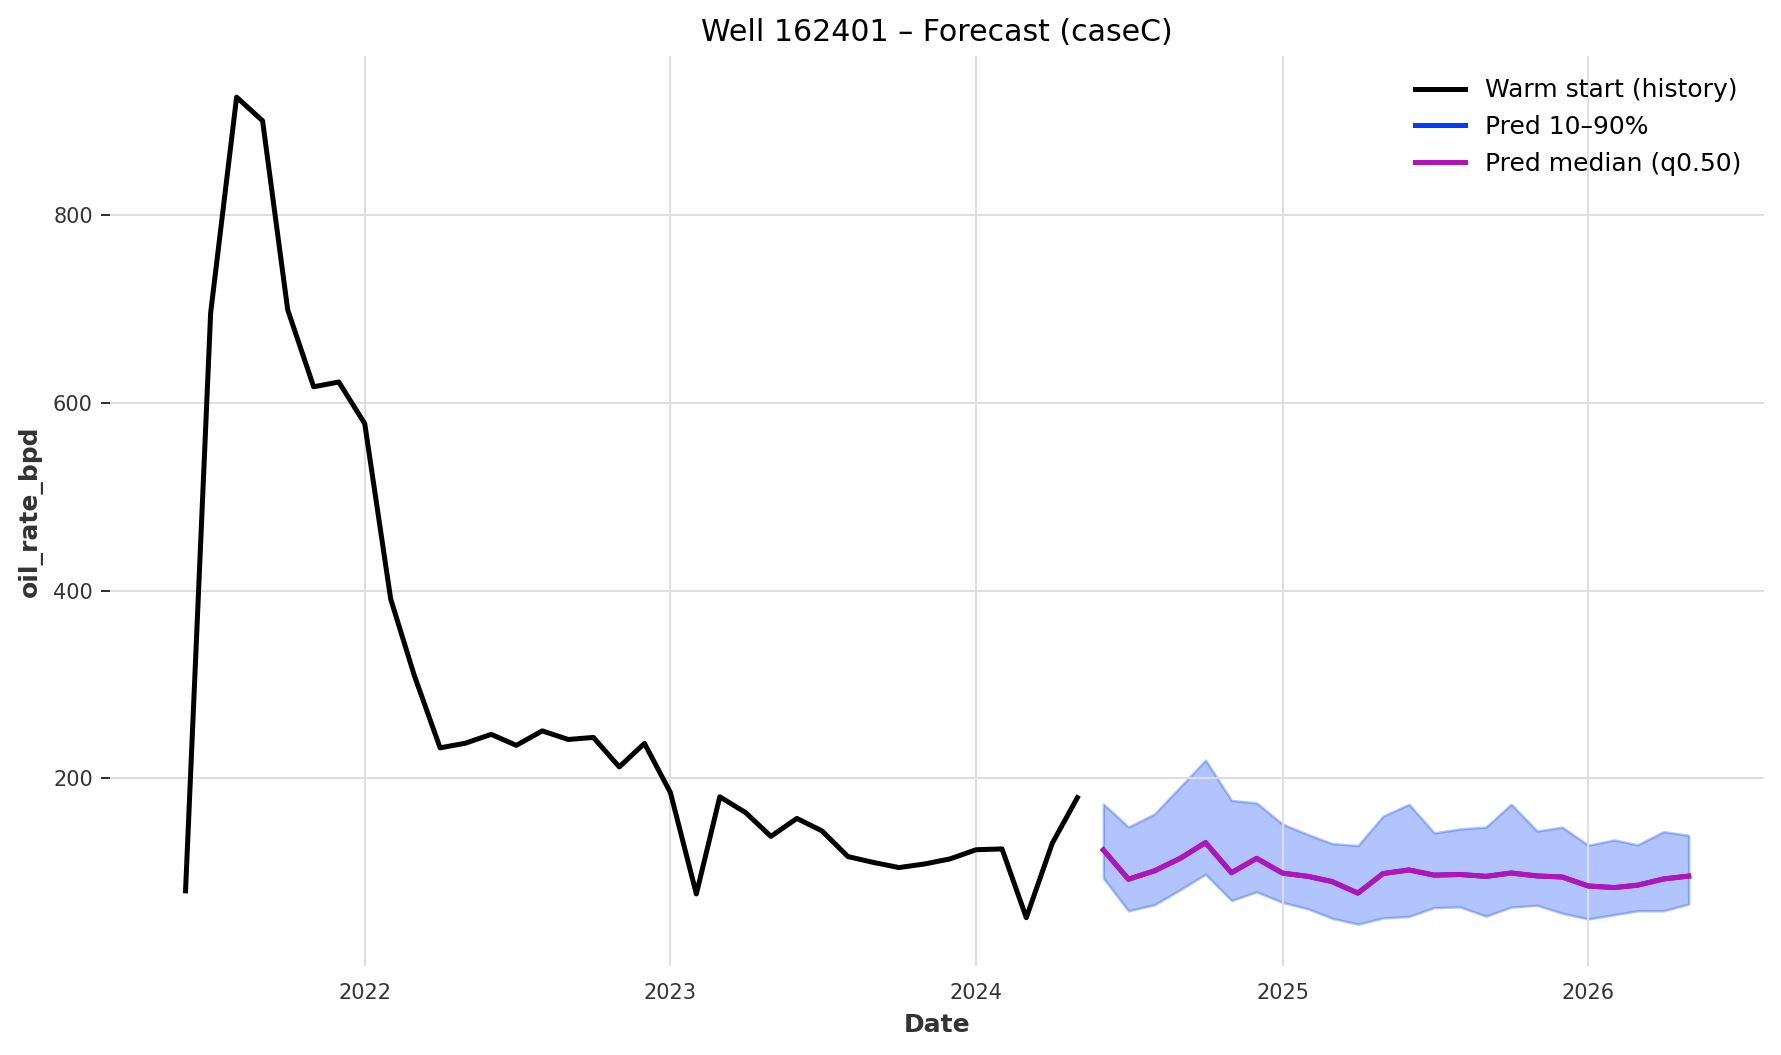 Well 162401 – Forecast (caseC)
Warm start (history)
Pred 10–90%
Pred median (q0.50)
oil_rate_bpd
800
600
400
200
2022
2023
2024
2025
2026
Date